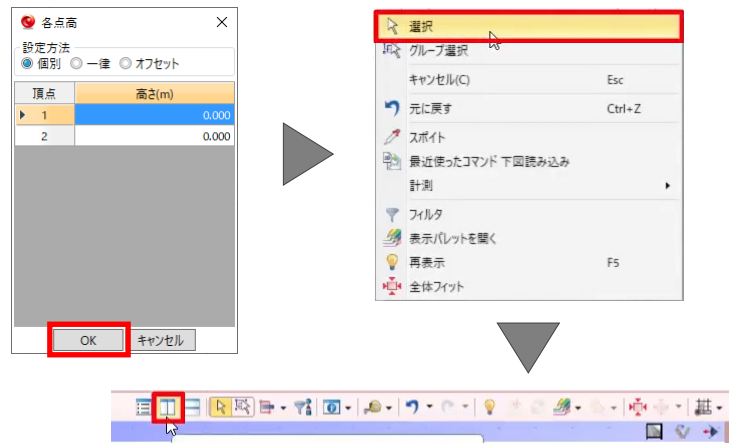 各点高
設定方法
個別 一律 オフセット
頂点 高さ(m)
1 0.000
2 0.000
OK キャンセル
選択
グループ選択
キャンセル(C) Esc
元に戻す Ctrl+Z
スポイト
最近使ったコマンド 下図読み込み
計測
フィルタ
表示パレットを開く
再表示 F5
全体フィット